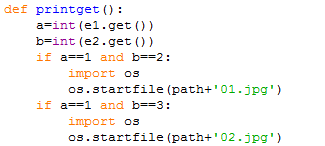 def printget():
    a=int(e1.get())
    b=int(e2.get())
    if a==1 and b==2:
        import os
        os.startfile(path+'01.jpg')
    if a==1 and b==3:
        import os
        os.startfile(path+'02.jpg')